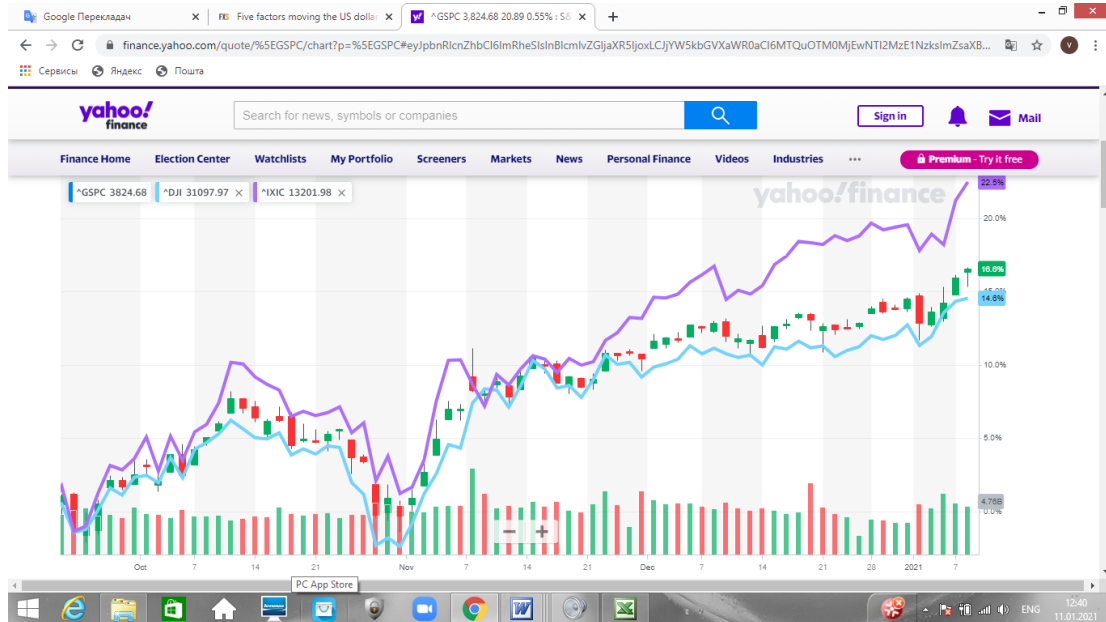 Google Перекладач
FXS Five factors moving the US dolla
^GSPC 3,824.68 20.89 0.55% : S&
finance.yahoo.com/quote/%5EGSPC/chart?p=%5EGSPC#
Сервисы Яндекс Пошта
V
yahoo!
finance
Search for news, symbols or companies
Sign in
Mail
Finance Home Election Center Watchlists My Portfolio Screeners Markets News Personal Finance Videos Industries ••• Premium - Try it free
^GSPC 3824.68 ^DJI 31097.97 ^IXIC 13201.98
yahoo!finance
22.5%
20.0%
16.6%
15.0%
14.6%
10.0%
5.0%
4.76B
0.0%
Oct 7 14 21 Nov 7 14 21 Dec 7 14 21 28 2021 7
PC App Store
ENG
12:40
11.01.2021